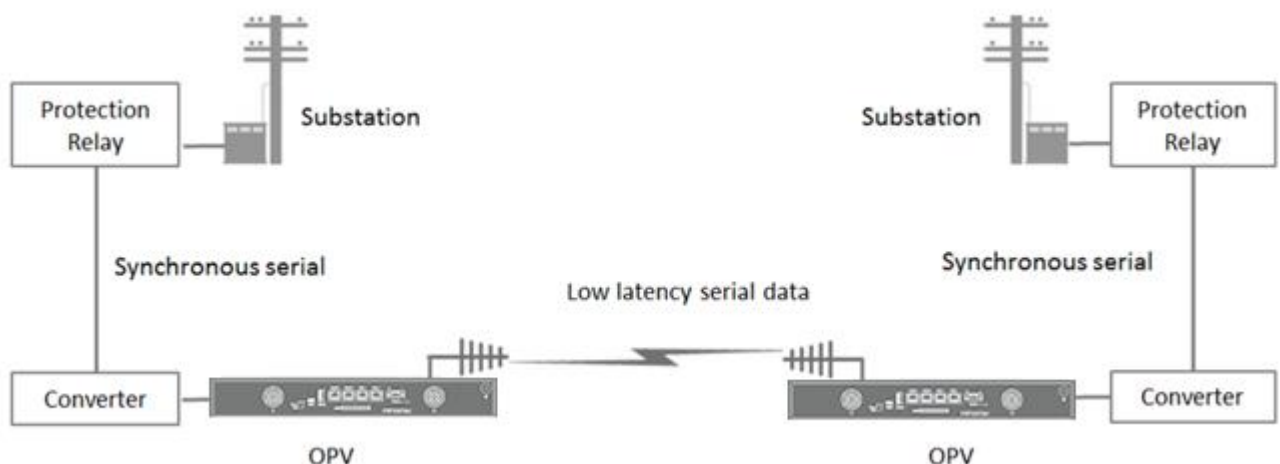 Protection
Relay
Substation
Substation
Protection
Relay
Synchronous serial
Synchronous serial
Low latency serial data
Converter
Converter
OPV
OPV